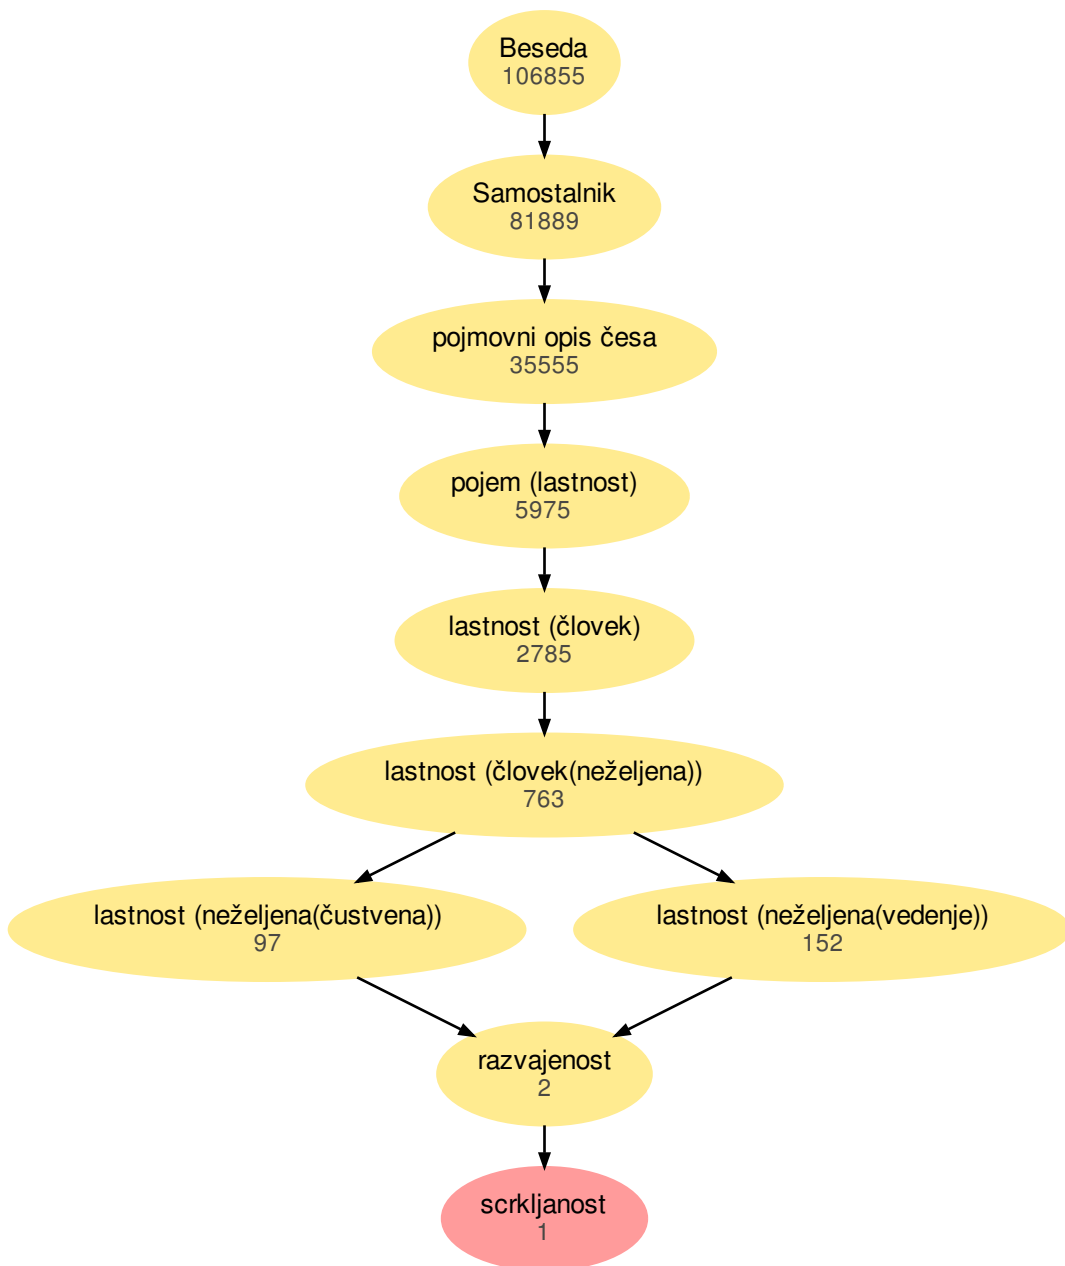 Beseda
106855
Samostalnik
81889
pojmovni opis česa
35555
pojem (lastnost)
5975
lastnost (človek)
2785
lastnost (človek(neželjena))
763
lastnost (neželjena(čustvena))
97
lastnost (neželjena(vedenje))
152
razvajenost
2
scrkljanost
1